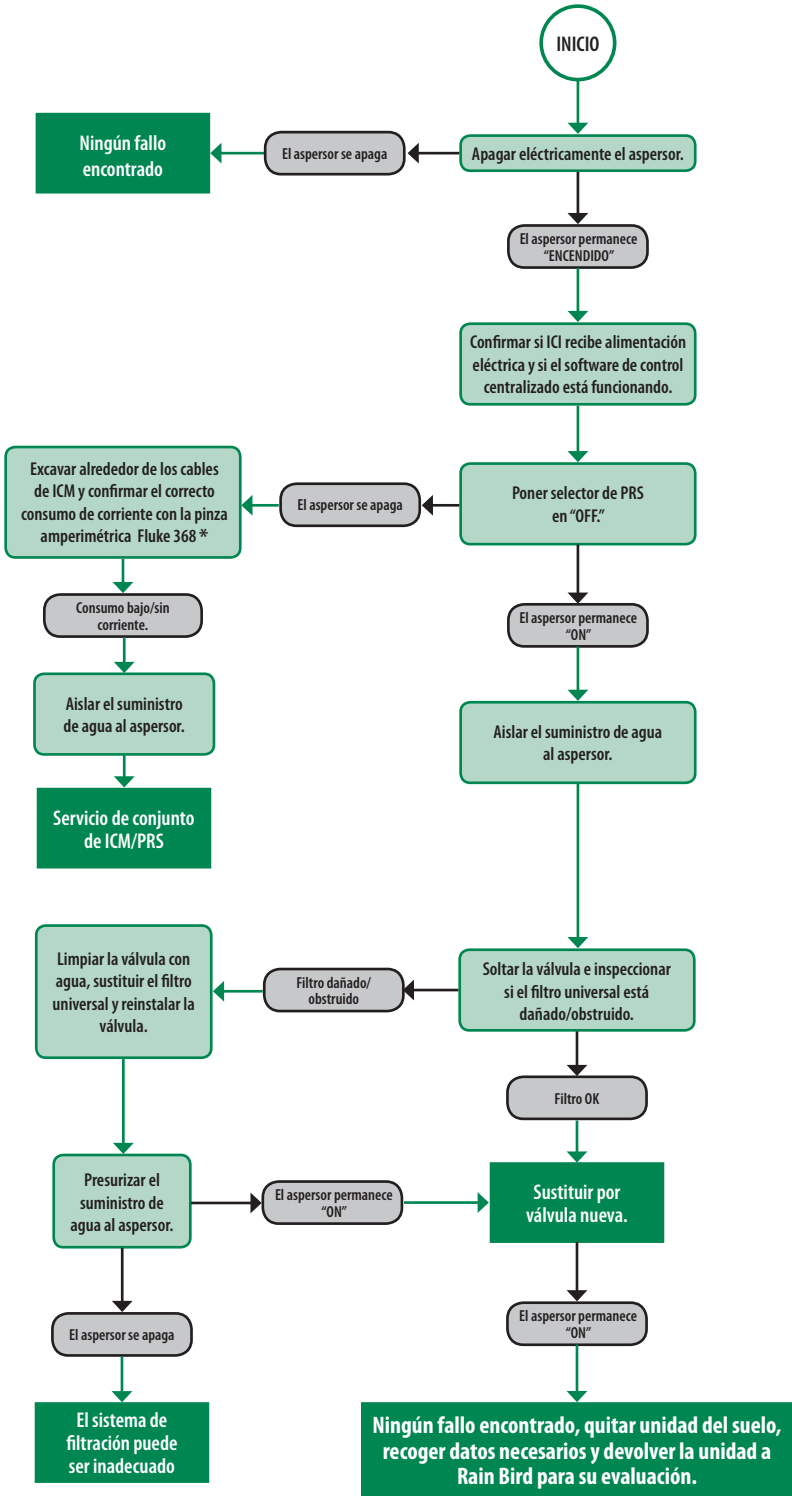 INICIO
Ningún fallo
encontrado
El aspersor se apaga
Apagar eléctricamente el aspersor.
El aspersor permanece
“ENCENDIDO”
Confirmar si ICI recibe alimentación
eléctrica y si el software de control
centralizado está funcionando.
Excavar alrededor de los cables
de ICM y confirmar el correcto
consumo de corriente con la pinza
amperimétrica Fluke 368 *
El aspersor se apaga
Poner selector de PRS
en “OFF.”
Consumo bajo/sin
corriente.
El aspersor permanece
“ON”
Aislar el suministro
de agua al aspersor.
Aislar el suministro de agua
al aspersor.
Servicio de conjunto
de ICM/PRS
Limpiar la válvula con
agua, sustituir el filtro
universal y reinstalar la
válvula.
Filtro dañado/
obstruido
Soltar la válvula e inspeccionar
si el filtro universal está
dañado/obstruido.
Filtro OK
Presurizar el
suministro de
agua al aspersor.
El aspersor permanece
“ON”
Sustituir por
válvula nueva.
El aspersor se apaga
El aspersor permanece
“ON”
El sistema de
filtración puede
ser inadecuado
Ningún fallo encontrado, quitar unidad del suelo,
recoger datos necesarios y devolver la unidad a
Rain Bird para su evaluación.